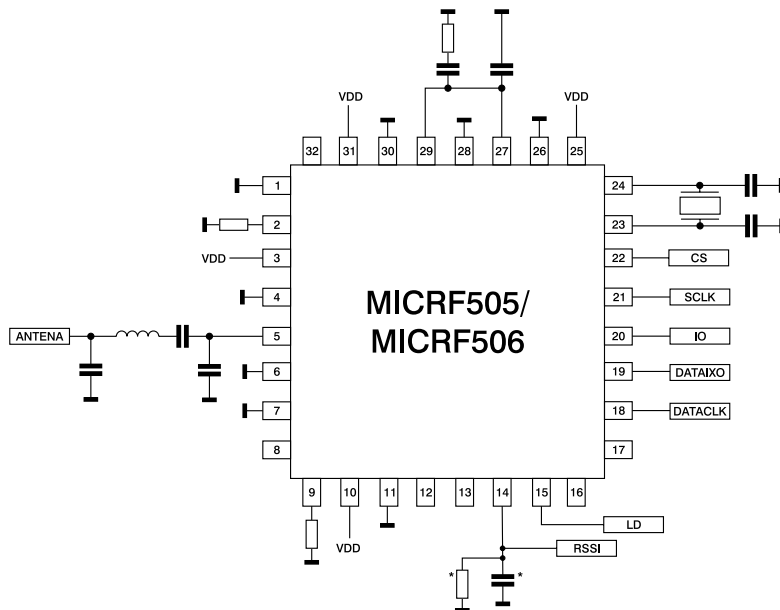 VDD VDD
32 31 30 29 28 27 26 25
1 24
2 23
VDD 3 22 CS
4 21 SCLK
MICRF505/
MICRF506
ANTENA 5 20 IO
6 19 DATAIXO
7 18 DATACLK
8 17
9 10 11 12 13 14 15 16
LD
VDD RSSI
* *